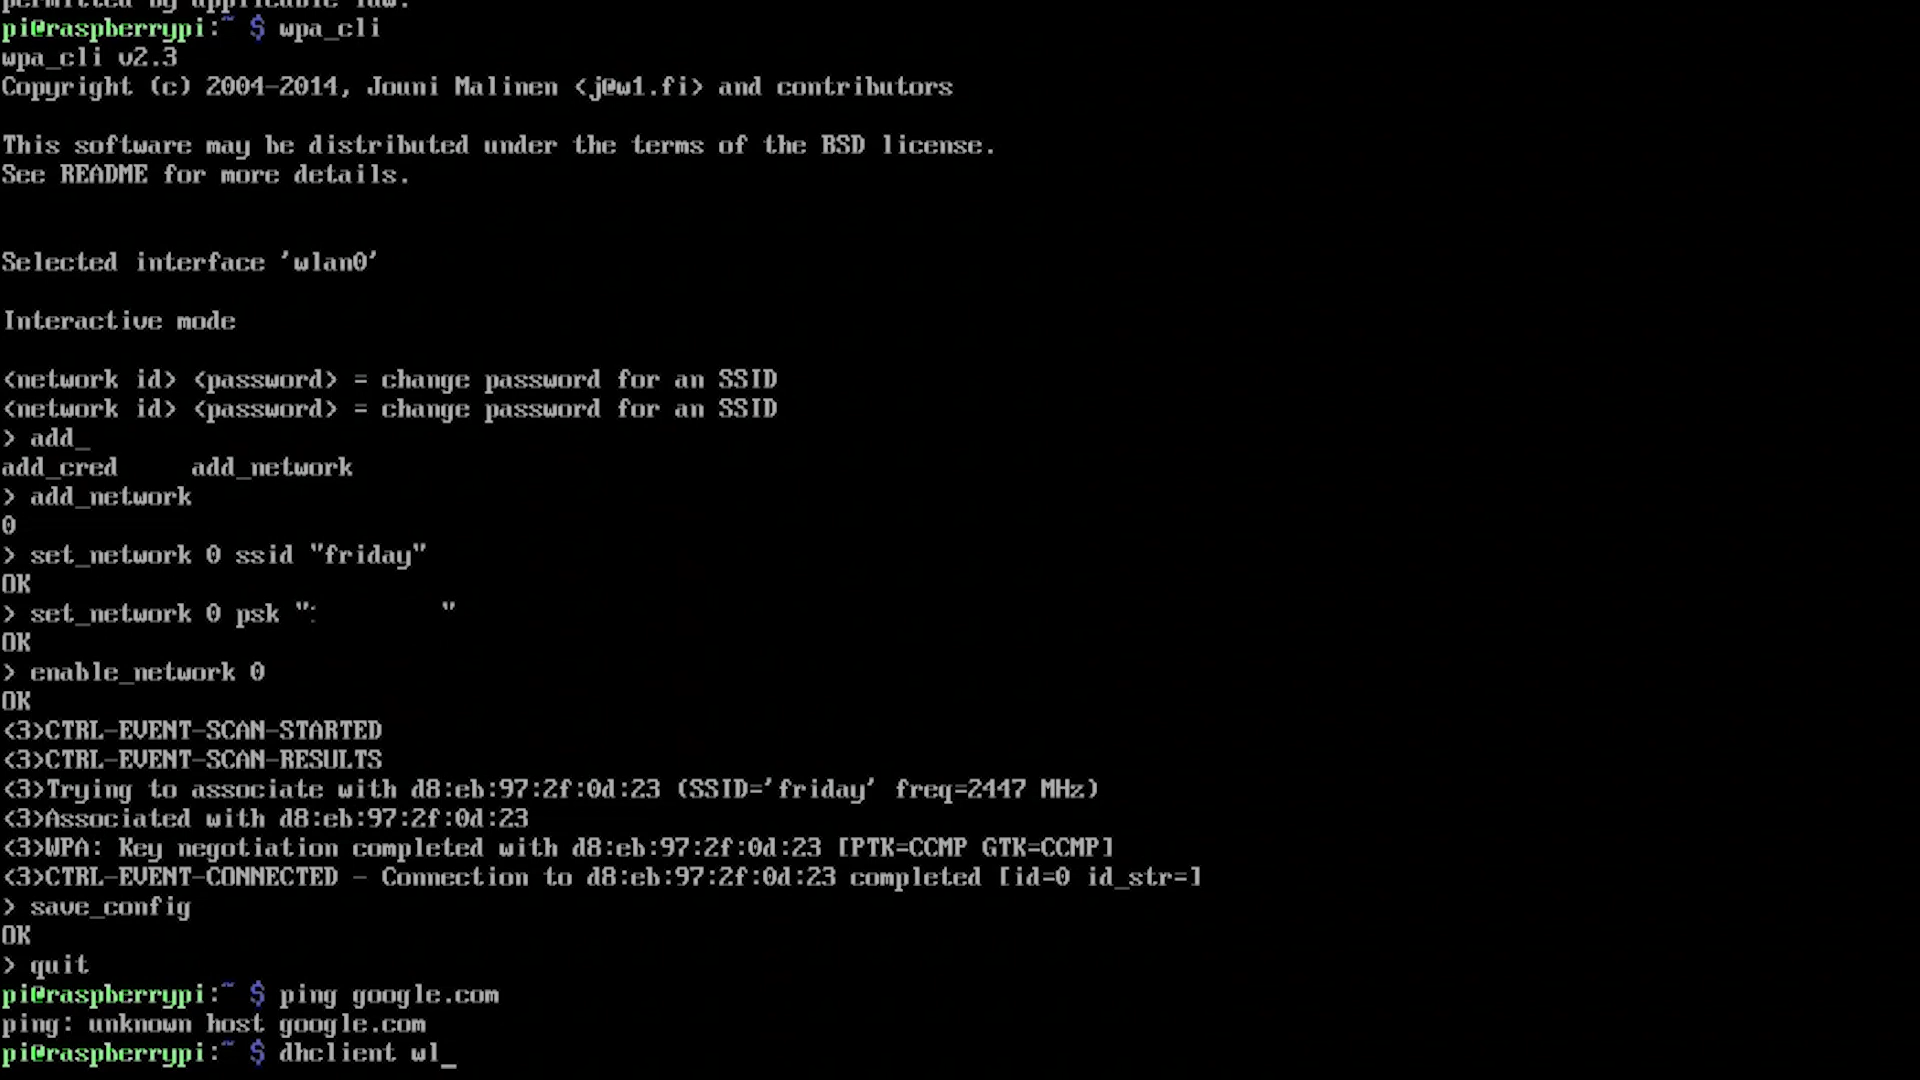 permitted by applicable law.
pi@raspberrypi:~ $ wpa_cli
wpa_cli v2.3
Copyright (c) 2004-2014, Jouni Malinen <j@w1.fi> and contributors
This software may be distributed under the terms of the BSD license.
See README for more details.
Selected interface 'wlan0'
Interactive mode
<network id> <password> = change password for an SSID
<network id> <password> = change password for an SSID
> add_
add_cred     add_network
> add_network
0
> set_network 0 ssid "friday"
OK
> set_network 0 psk ":         "
OK
> enable_network 0
OK
<3>CTRL-EVENT-SCAN-STARTED
<3>CTRL-EVENT-SCAN-RESULTS
<3>Trying to associate with d8:eb:97:2f:0d:23 (SSID='friday' freq=2447 MHz)
<3>Associated with d8:eb:97:2f:0d:23
<3>WPA: Key negotiation completed with d8:eb:97:2f:0d:23 [PTK=CCMP GTK=CCMP]
<3>CTRL-EVENT-CONNECTED - Connection to d8:eb:97:2f:0d:23 completed [id=0 id_str=]
> save_config
OK
> quit
pi@raspberrypi:~ $ ping google.com
ping: unknown host google.com
pi@raspberrypi:~ $ dhclient wl_